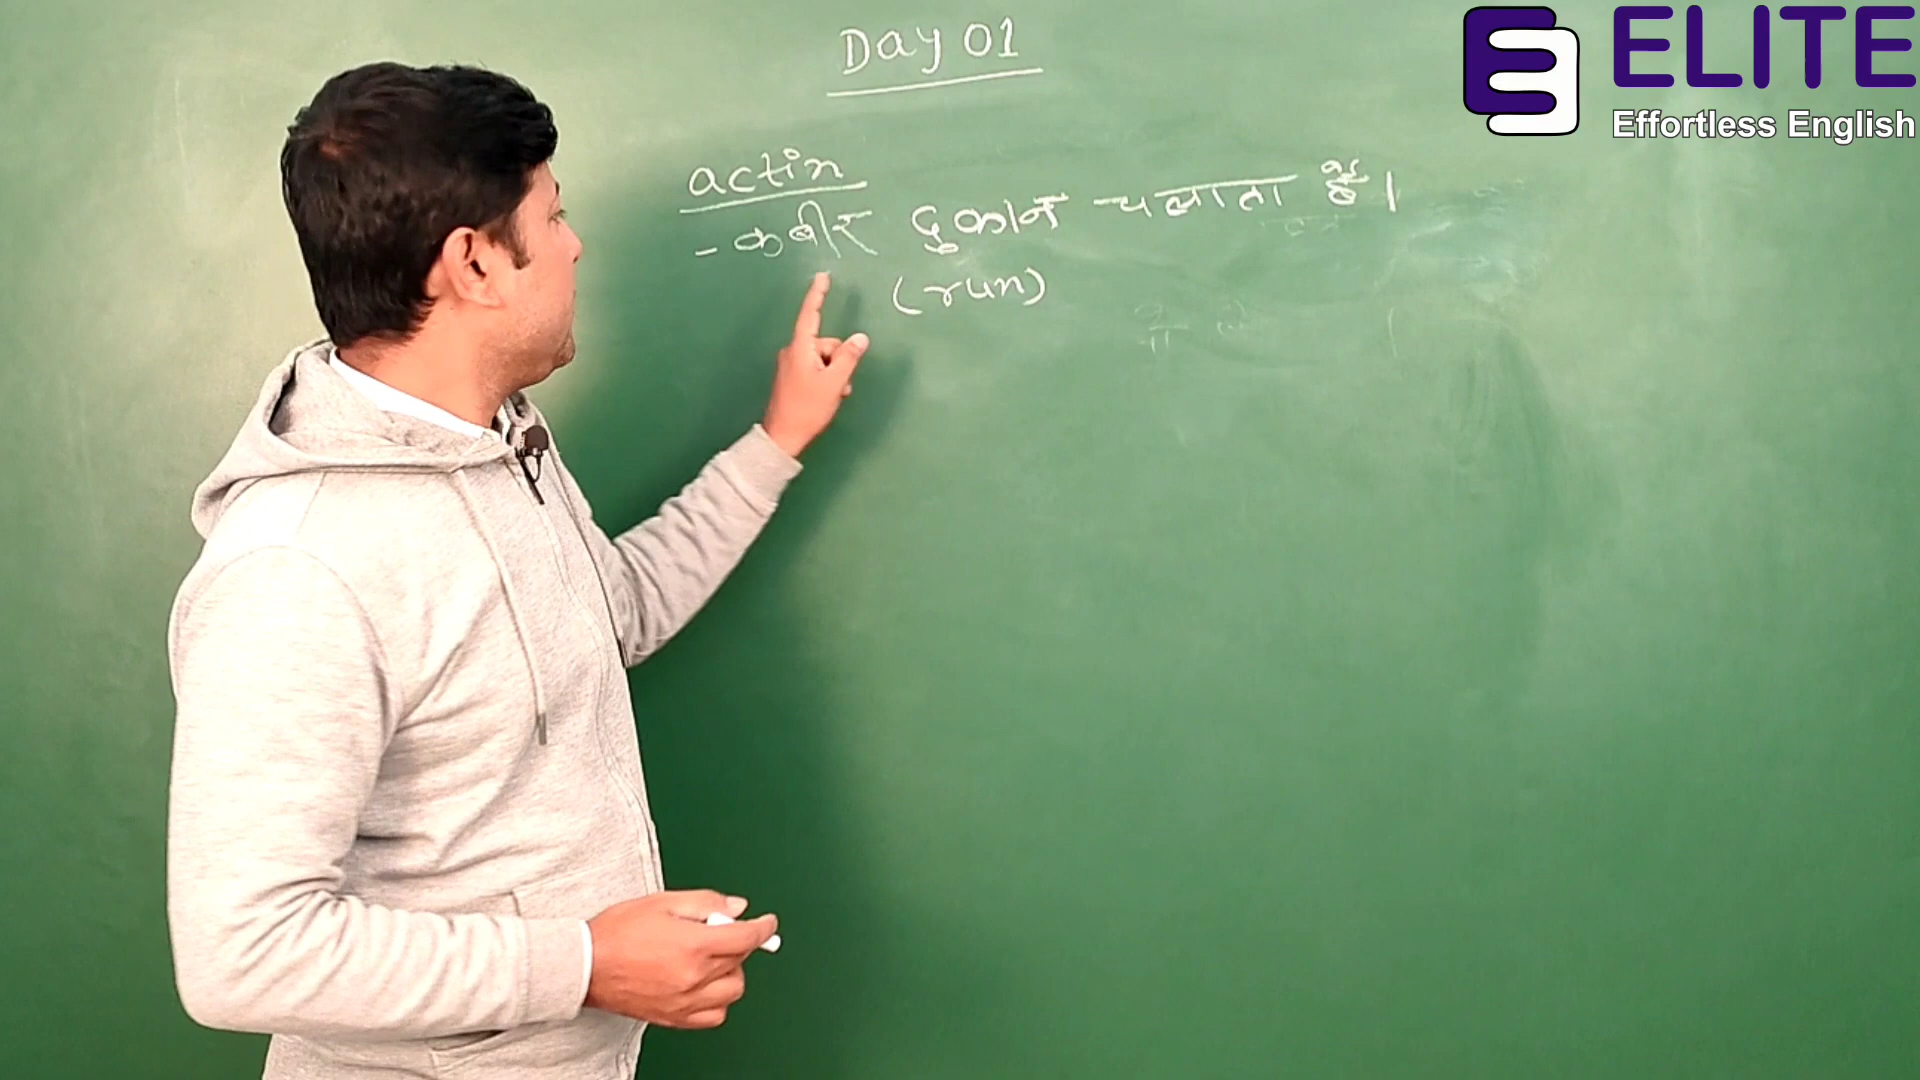 Day 01
ELITE
Effortless English
actin
- कबीर दुकान चलाता है।
(run)